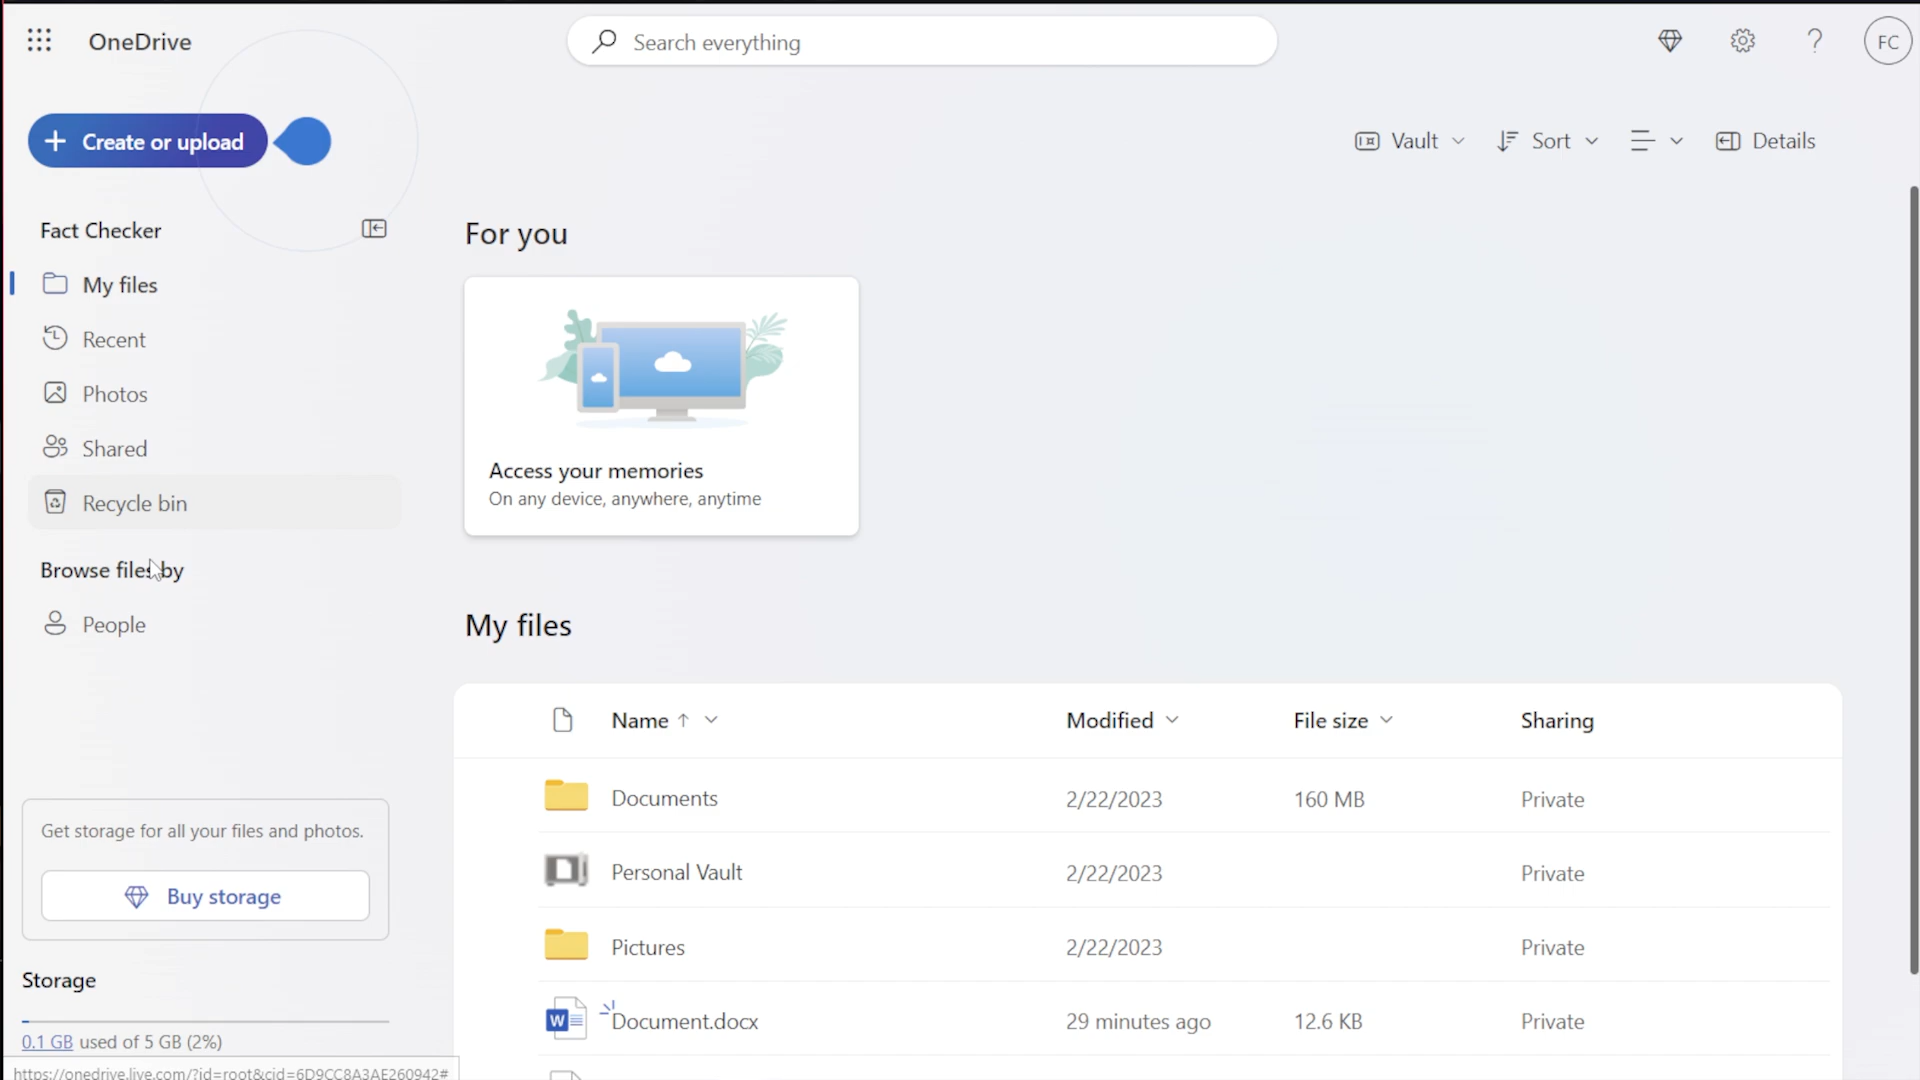 OneDrive
Search everything
FC
Create or upload
Vault
Sort
Details
Fact Checker
My files
Recent
Photos
Shared
Recycle bin
Browse files by
People
Get storage for all your files and photos.
Buy storage
Storage
0.1 GB used of 5 GB (2%)
For you
Access your memories
On any device, anywhere, anytime
My files
Name Modified File size Sharing
Documents 2/22/2023 160 MB Private
Personal Vault 2/22/2023 Private
Pictures 2/22/2023 Private
Document.docx 29 minutes ago 12.6 KB Private
https://onedrive.live.com/?id=root&cid=6D9CC8A3AE260942#